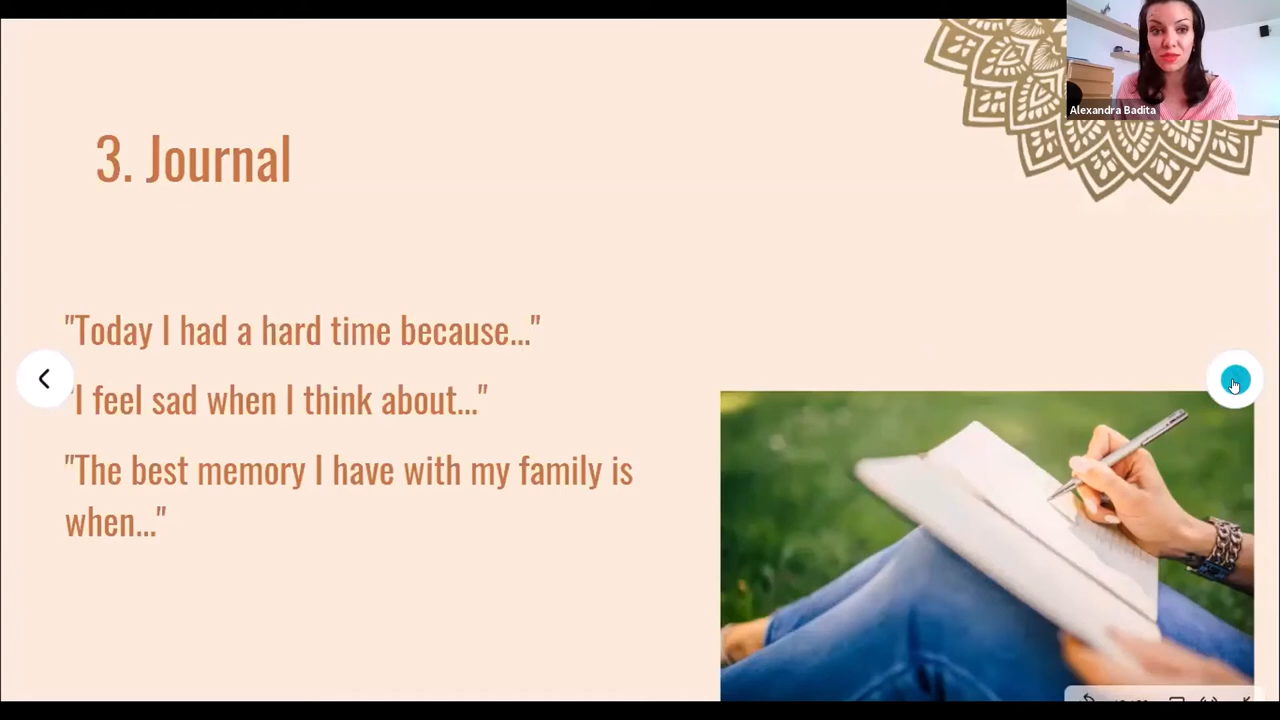 Alexandra Badita
3. Journal
"Today I had a hard time because..."
"I feel sad when I think about..."
"The best memory I have with my family is
when..."